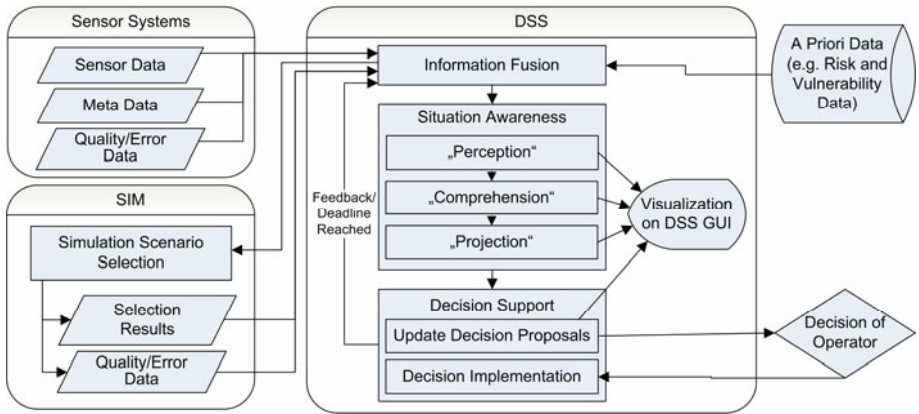 Sensor Systems
Sensor Data
Meta Data
Quality/Error
Data
SIM
Simulation Scenario
Selection
Selection
Results
Quality/Error
Data
DSS
Information Fusion
Situation Awareness
„Perception“
„Comprehension“
„Projection“
Feedback/
Deadline
Reached
Visualization
on DSS GUI
Decision Support
Update Decision Proposals
Decision Implementation
A Priori Data
(e.g. Risk and
Vulnerability
Data)
Decision of
Operator